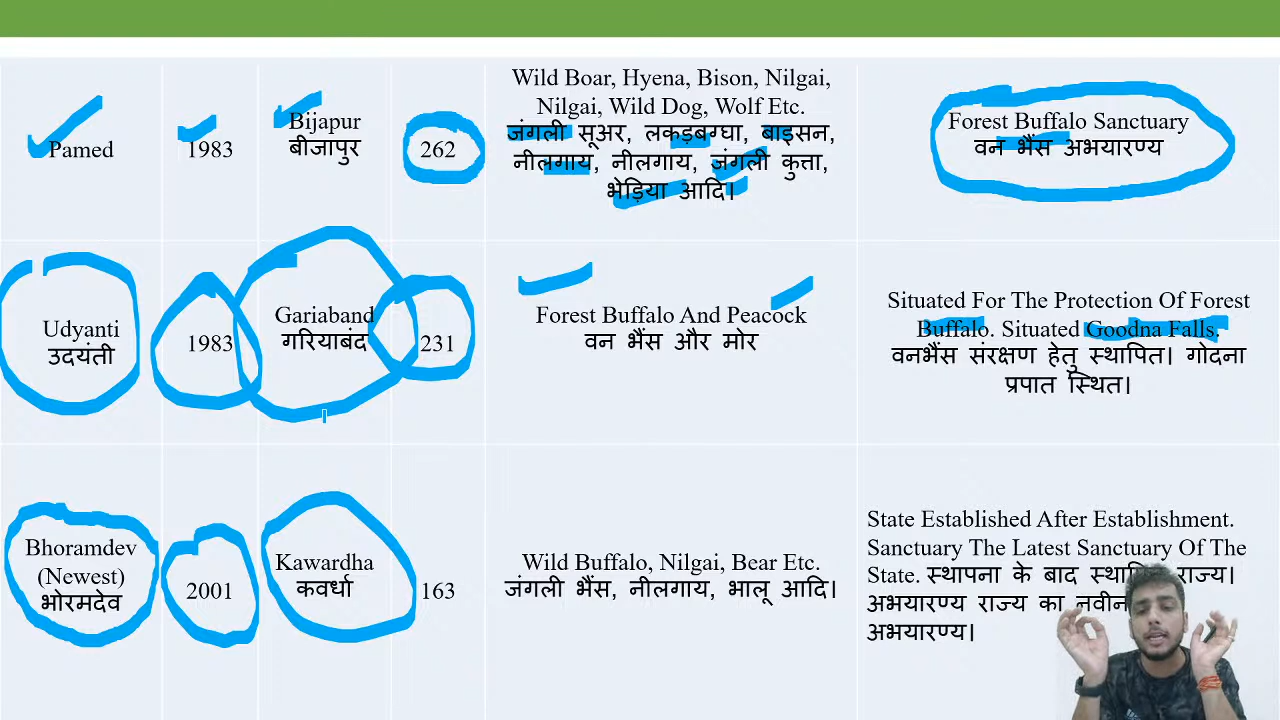 Pamed
1983
Bijapur
बीजापुर
262
Wild Boar, Hyena, Bison, Nilgai,
Nilgai, Wild Dog, Wolf Etc.
जंगली सूअर, लकड़बग्घा, बाइसन,
नीलगाय, नीलगाय, जंगली कुत्ता,
भेड़िया आदि।
Forest Buffalo Sanctuary
वन भैंस अभयारण्य
Udyanti
उदयंती
1983
Gariaband
गरियाबंद
231
Forest Buffalo And Peacock
वन भैंस और मोर
Situated For The Protection Of Forest
Buffalo. Situated Goodna Falls.
वनभैंस संरक्षण हेतु स्थापित। गोदना
प्रपात स्थित।
Bhoramdev
(Newest)
भोरमदेव
2001
Kawardha
कवर्धा
163
Wild Buffalo, Nilgai, Bear Etc.
जंगली भैंस, नीलगाय, भालू आदि।
State Established After Establishment.
Sanctuary The Latest Sanctuary Of The
State. स्थापना के बाद राज्य।
अभयारण्य राज्य का
अभयारण्य।